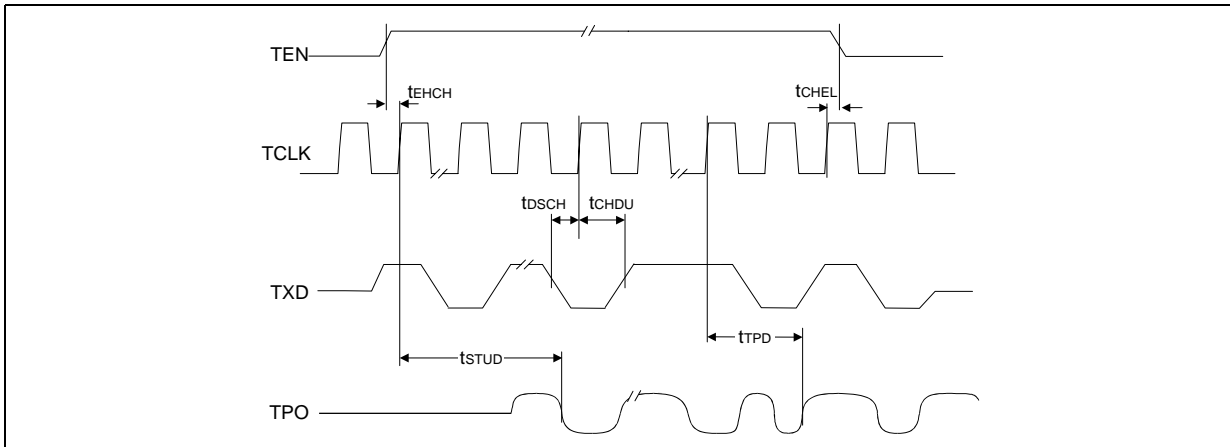 TEN
tEHCH
tCHEL
TCLK
tDSCH
tCHDU
TXD
tTPD
tSTUD
TPO